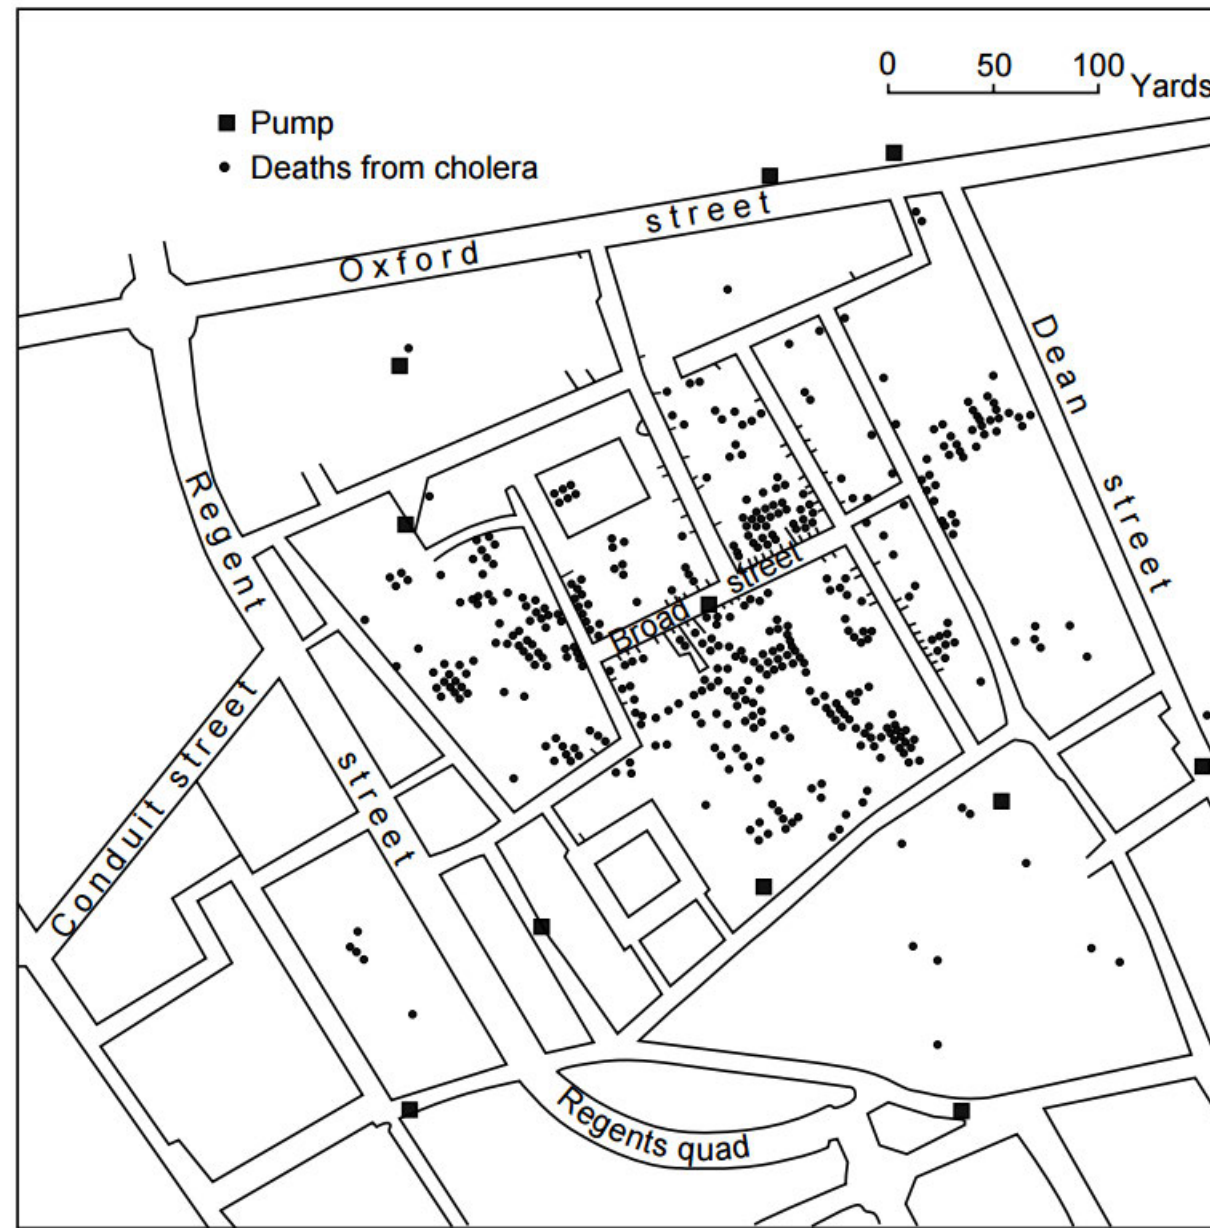 0 50 100 Yards
Pump
Deaths from cholera
Oxford street
Dean street
Regent street
Broad street
Conduit street
Regents quad